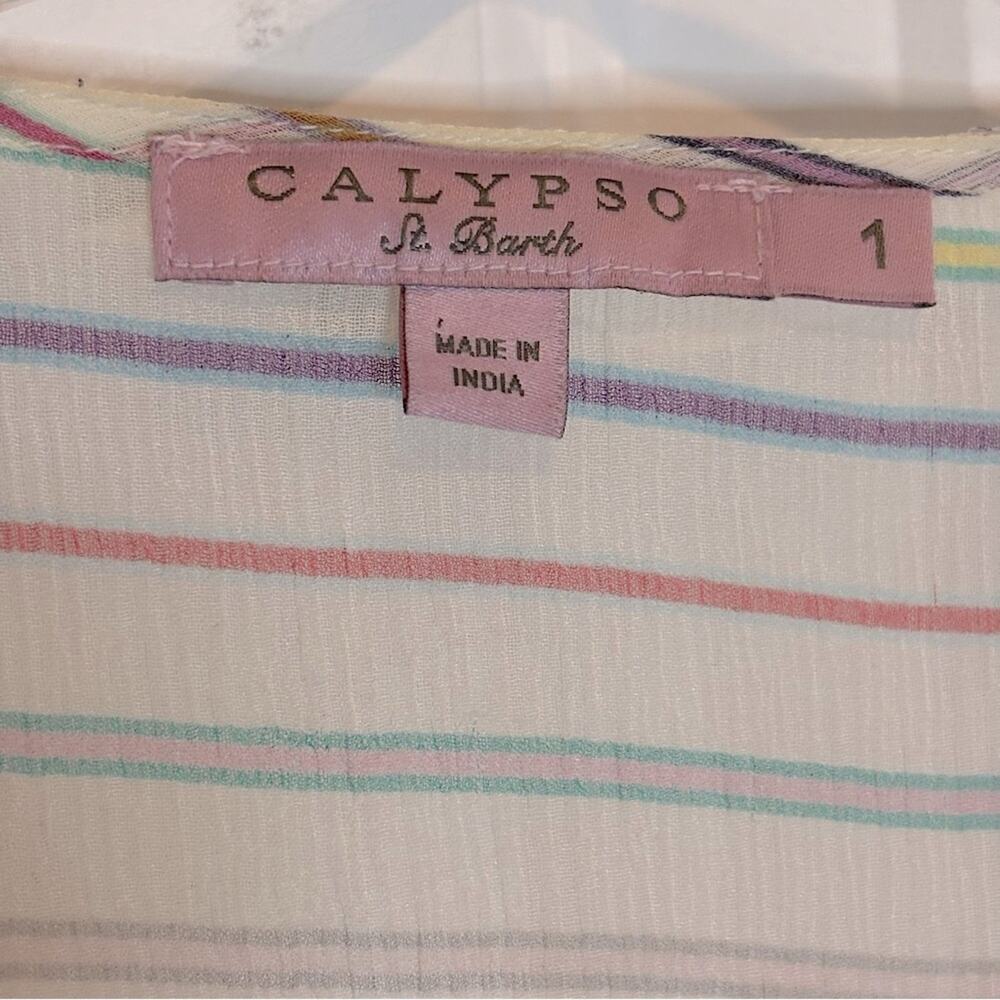 CALYPSO
St. Barth
1
MADE IN
INDIA